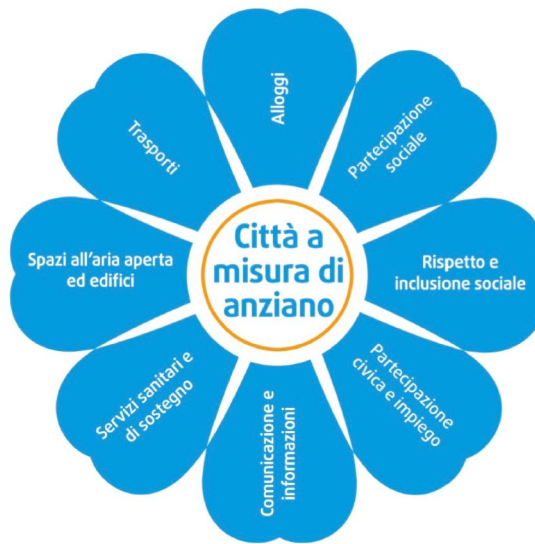 Città a
misura di
anziano
Alloggi
Partecipazione
sociale
Rispetto e
inclusione sociale
Partecipazione
civica e impiego
Comunicazione e
informazioni
Servizi sanitari e
di sostegno
Spazi all'aria aperta
ed edifici
Trasporti